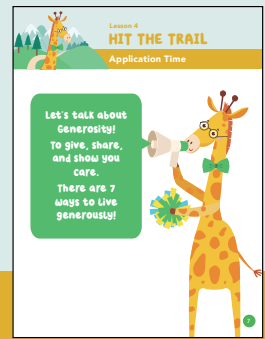 Lesson 4
HIT THE TRAIL
Application Time
Let's talk about
Generosity!
To give, share,
and show you
care.
There are 7
ways to live
generously!
7